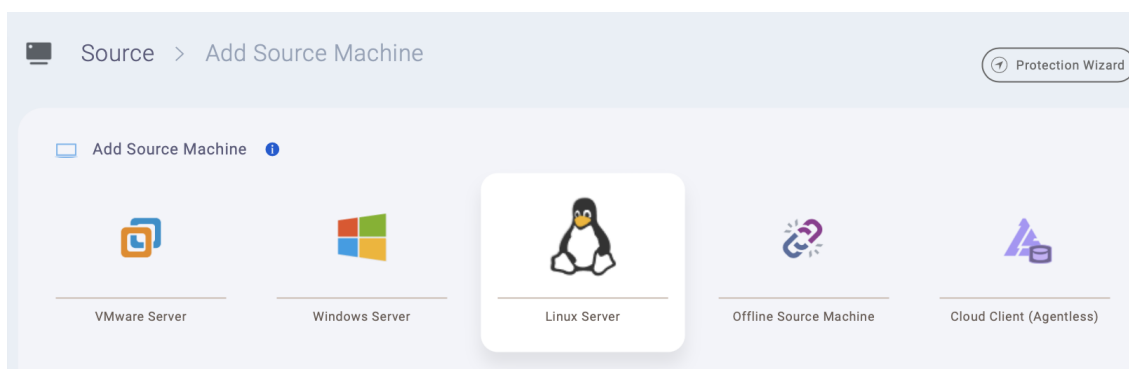 Source > Add Source Machine
Protection Wizard
Add Source Machine
VMware Server
Windows Server
Linux Server
Offline Source Machine
Cloud Client (Agentless)